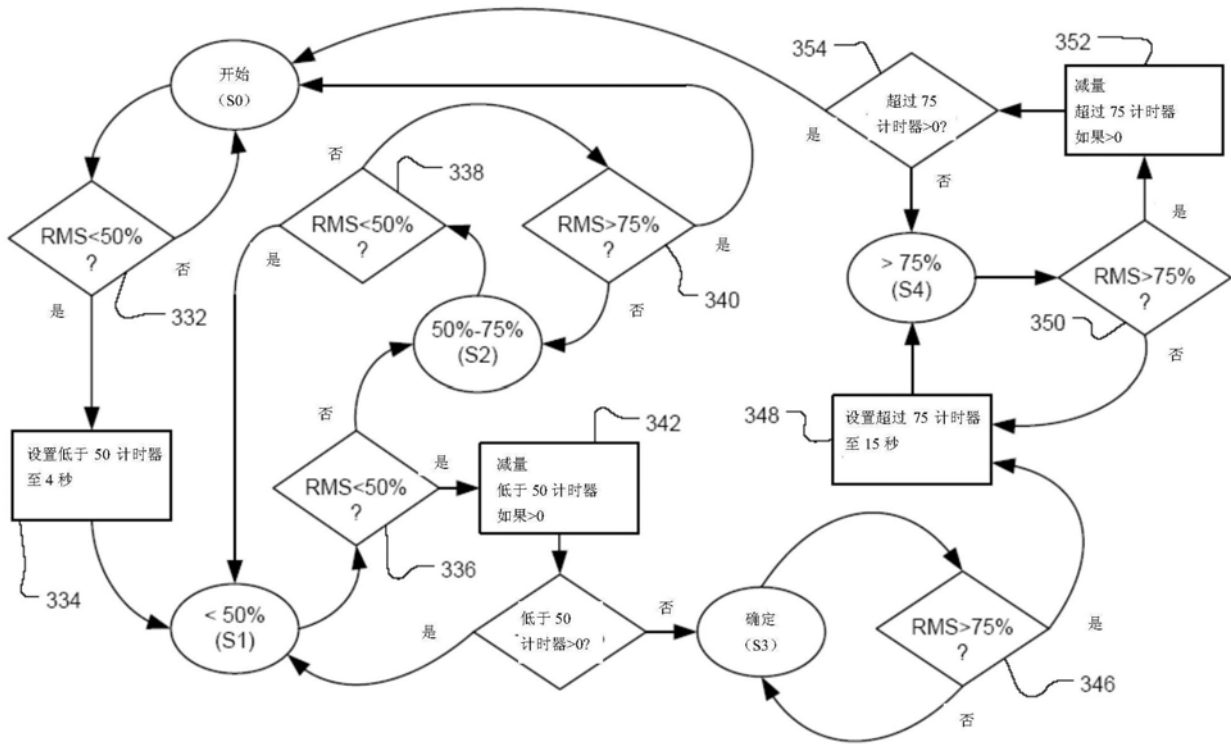 开始
（S0）
RMS<50%
?
否
332
是
设置低于 50 计时器
至 4 秒
334
< 50%
(S1)
RMS<50%
?
否
338
是
RMS>75%
?
是
340
否
50%-75%
(S2)
RMS<50%
?
否
是
336
342
减量
低于 50 计时器
如果>0
低于 50
计时器>0?
是
否
确定
（S3）
RMS>75%
?
是
346
否
348
设置超过 75 计时器
至 15 秒
> 75%
(S4)
RMS>75%
?
是
350
否
352
减量
超过 75 计时器
如果>0
354
超过 75
计时器>0?
是
否